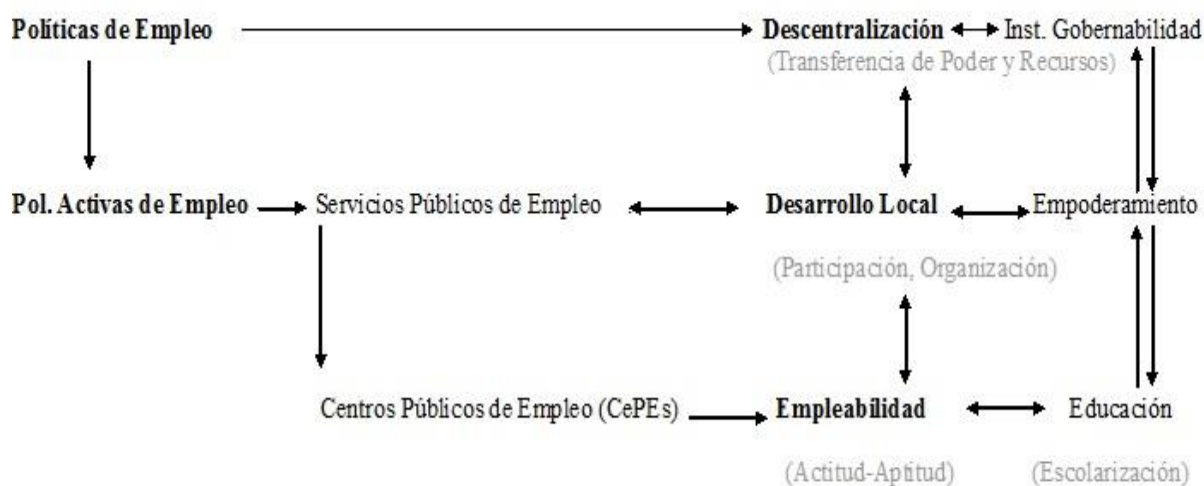 Políticas de Empleo Descentralización Inst. Gobernabilidad
(Transferencia de Poder y Recursos)
Pol. Activas de Empleo Servicios Públicos de Empleo Desarrollo Local Empoderamiento
(Participación, Organización)
Centros Públicos de Empleo (CePEs) Empleabilidad Educación
(Actitud-Aptitud) (Escolarización)